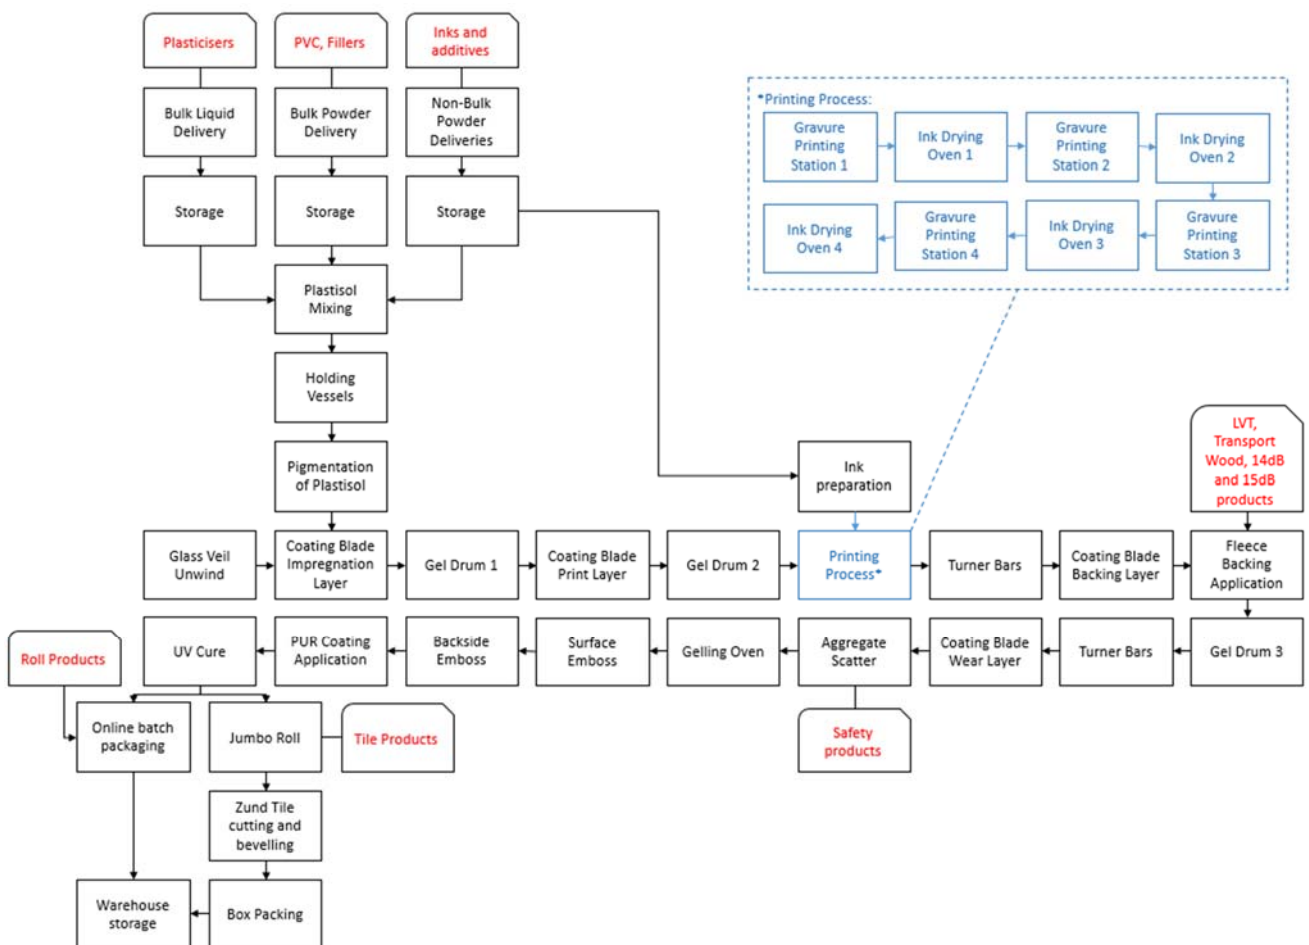 Plasticisers
PVC, Fillers
Inks and
additives
Bulk Liquid
Delivery
Bulk Powder
Delivery
Non-Bulk
Powder
Deliveries
Storage
Storage
Storage
Plastisol
Mixing
Holding
Vessels
Pigmentation
of Plastisol
*Printing Process:
Gravure
Printing
Station 1
Ink Drying
Oven 1
Gravure
Printing
Station 2
Ink Drying
Oven 2
Ink Drying
Oven 4
Gravure
Printing
Station 4
Ink Drying
Oven 3
Gravure
Printing
Station 3
Ink
preparation
LVT,
Transport
Wood, 14dB
and 15dB
products
Glass Veil
Unwind
Coating Blade
Impregnation
Layer
Gel Drum 1
Coating Blade
Print Layer
Gel Drum 2
Printing
Process*
Turner Bars
Coating Blade
Backing Layer
Fleece
Backing
Application
Roll Products
UV Cure
PUR Coating
Application
Backside
Emboss
Surface
Emboss
Gelling Oven
Aggregate
Scatter
Coating Blade
Wear Layer
Turner Bars
Gel Drum 3
Online batch
packaging
Jumbo Roll
Tile Products
Safety
products
Zund Tile
cutting and
bevelling
Warehouse
storage
Box Packing